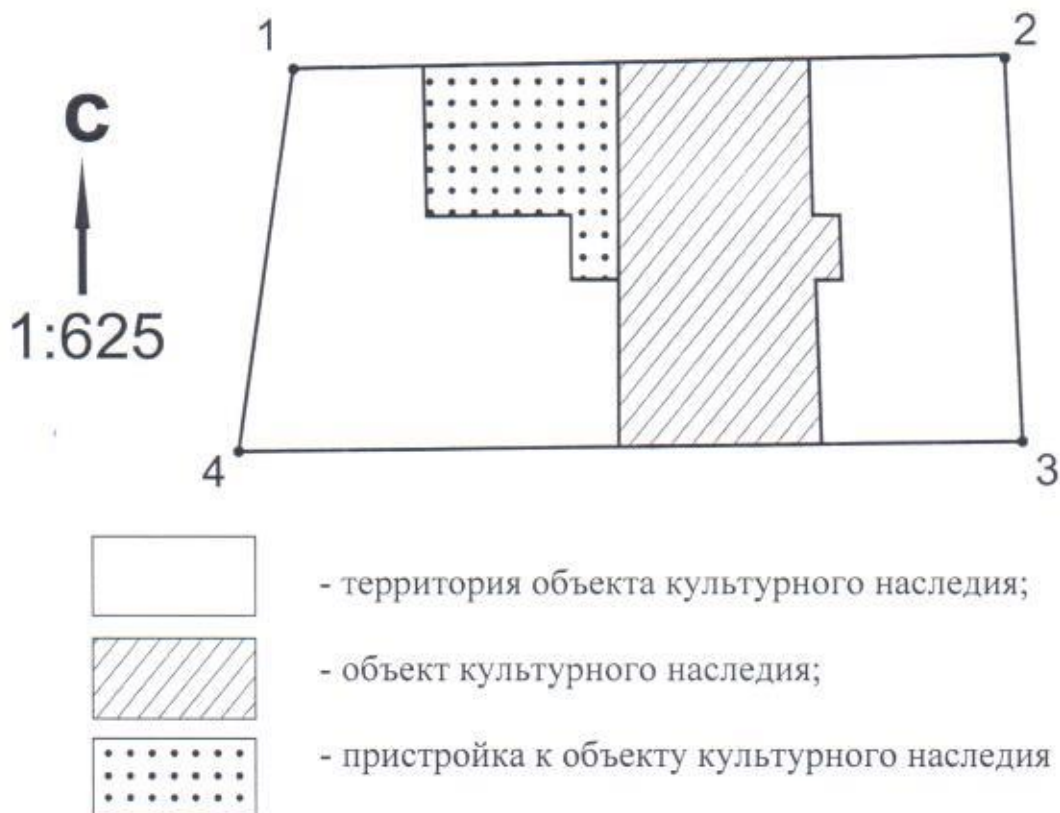 1
2
С
1:625
4
3
- территория объекта культурного наследия;
- объект культурного наследия;
- пристройка к объекту культурного наследия